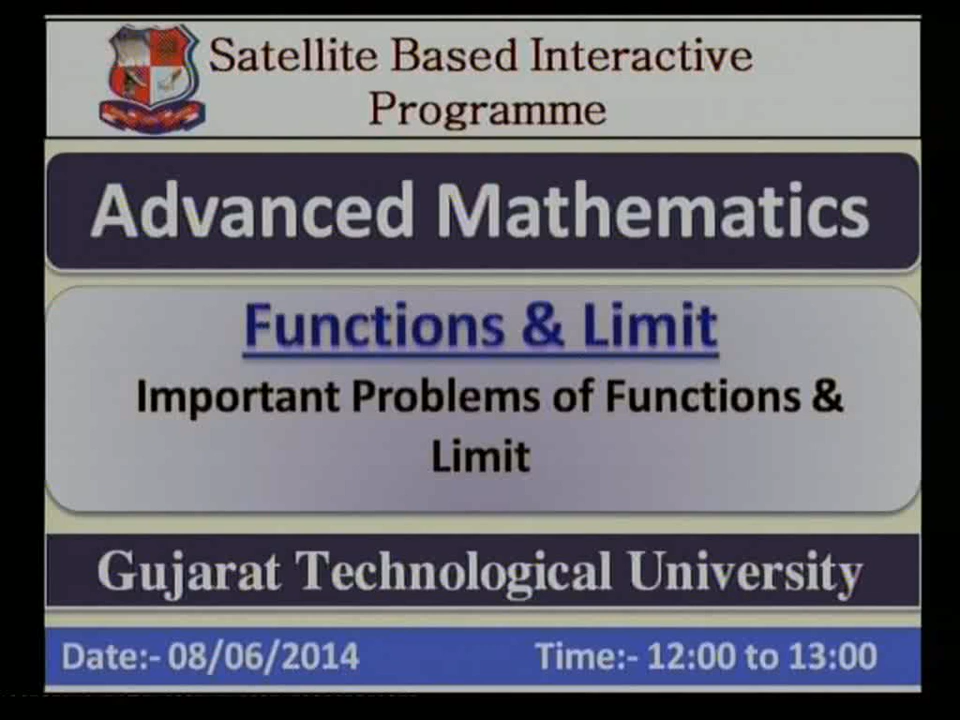 Satellite Based Interactive
Programme
Advanced Mathematics
Functions & Limit
Important Problems of Functions &
Limit
Gujarat Technological University
Date:- 08/06/2014 Time:- 12:00 to 13:00